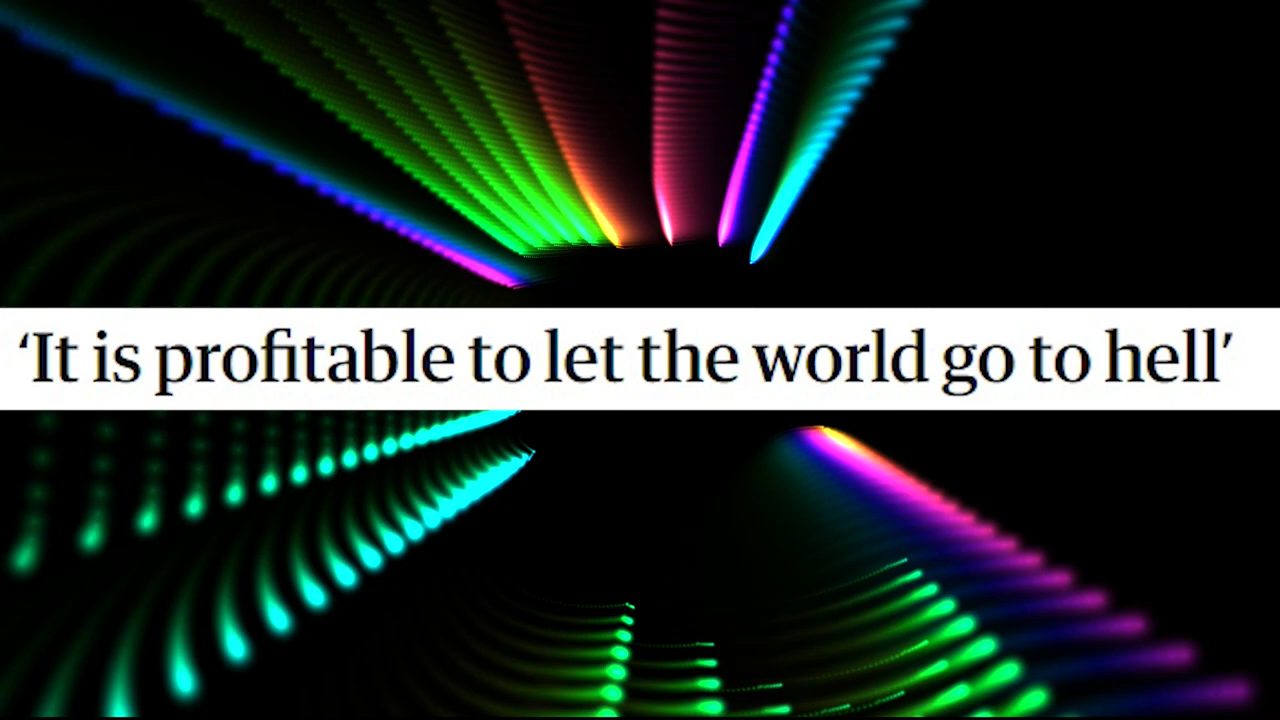 ‘It is profitable to let the world go to hell’